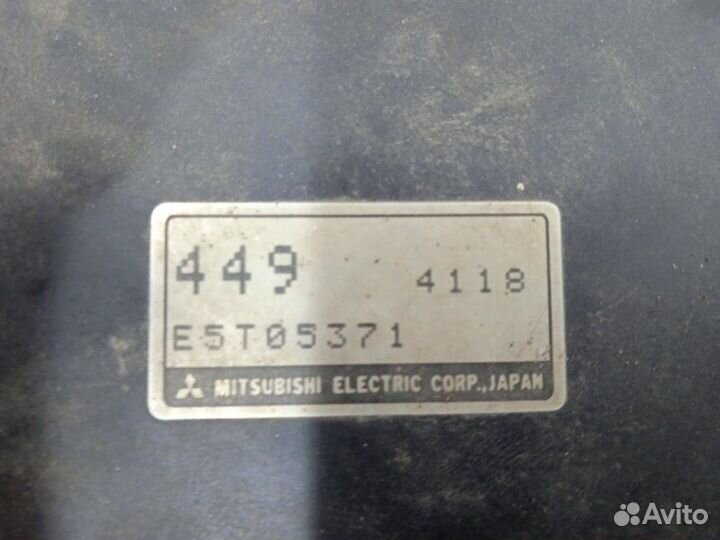 449 4118
E5T05371
MITSUBISHI ELECTRIC CORP.,JAPAN
Avito